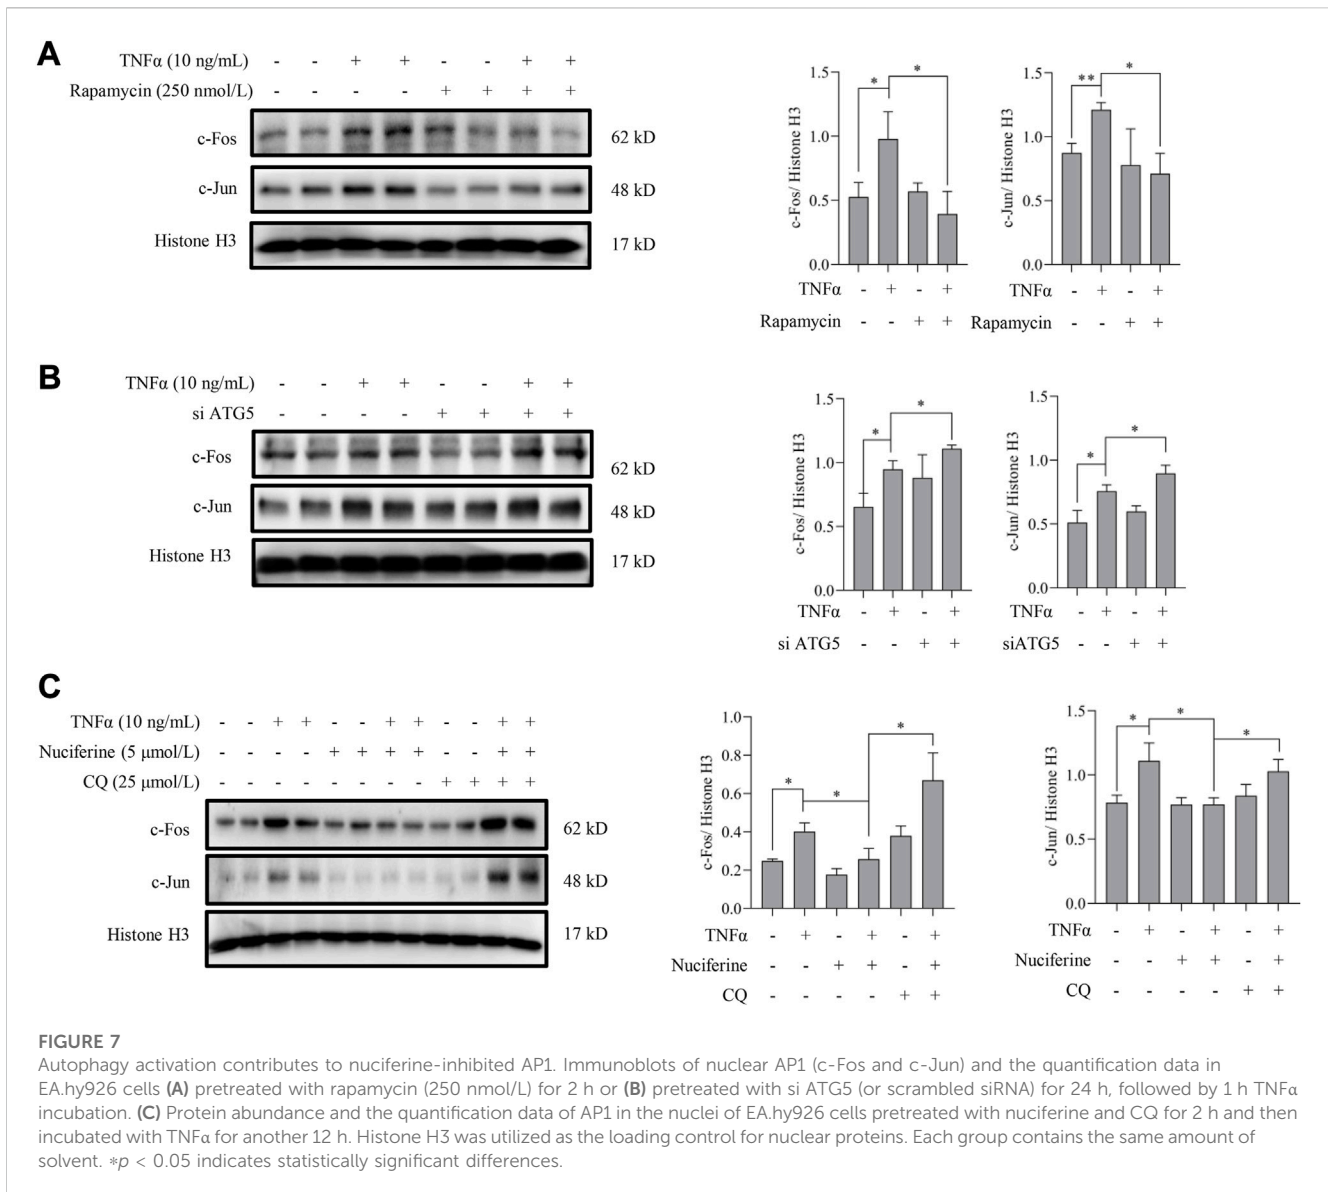 A
TNFα (10 ng/mL) - - + + - - + +
Rapamycin (250 nmol/L) - - - - + + + +
c-Fos 62 kD
c-Jun 48 kD
Histone H3 17 kD
c-Fos/ Histone H3
1.5
1.0
0.5
0.0
* *
TNFα - + - +
Rapamycin - - + +
c-Jun/ Histone H3
1.5
1.0
0.5
0.0
** *
TNFα - + - +
Rapamycin - - + +
B
TNFα (10 ng/mL) - - + + - - + +
si ATG5 - - - - + + + +
c-Fos 62 kD
c-Jun 48 kD
Histone H3 17 kD
c-Fos/ Histone H3
1.5
1.0
0.5
0.0
* *
TNFα - + - +
si ATG5 - - + +
c-Jun/ Histone H3
1.5
1.0
0.5
0.0
* *
TNFα - + - +
siATG5 - - + +
C
TNFα (10 ng/mL) - - + + - - + + - - + +
Nuciferine (5 μmol/L) - - - - + + + + - - + +
CQ (25 μmol/L) - - - - - - - - + + + +
c-Fos 62 kD
c-Jun 48 kD
Histone H3 17 kD
c-Fos/ Histone H3
1.0
0.8
0.6
0.4
0.2
0.0
* * *
TNFα - + - + - +
Nuciferine - - + + - +
CQ - - - - + +
c-Jun/ Histone H3
1.5
1.0
0.5
0.0
* * *
TNFα - + - + - +
Nuciferine - - + + - +
CQ - - - - + +
FIGURE 7
Autophagy activation contributes to nuciferine-inhibited AP1. Immunoblots of nuclear AP1 (c-Fos and c-Jun) and the quantification data in
EA.hy926 cells (A) pretreated with rapamycin (250 nmol/L) for 2 h or (B) pretreated with si ATG5 (or scrambled siRNA) for 24 h, followed by 1 h TNFα
incubation. (C) Protein abundance and the quantification data of AP1 in the nuclei of EA.hy926 cells pretreated with nuciferine and CQ for 2 h and then
incubated with TNFα for another 12 h. Histone H3 was utilized as the loading control for nuclear proteins. Each group contains the same amount of
solvent. *p < 0.05 indicates statistically significant differences.